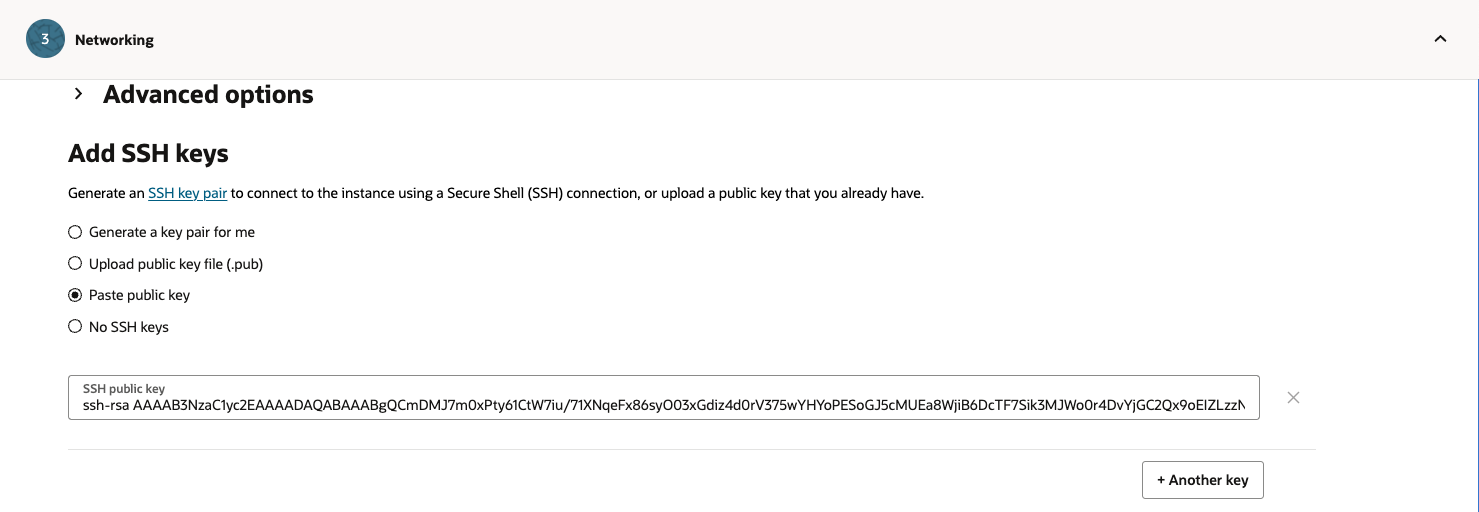 3 Networking
Advanced options
Add SSH keys
Generate an SSH key pair to connect to the instance using a Secure Shell (SSH) connection, or upload a public key that you already have.
Generate a key pair for me
Upload public key file (.pub)
Paste public key
No SSH keys
SSH public key
ssh-rsa AAAAB3NzaC1yc2EAAAADAQABAAABgQCmDMJ7m0xPty61CtW7iu/71XNqeFx86syO03xGdiz4d0rV375wYHYoPESoGJ5cMUEa8WjiB6DcTF7Sik3MJWo0r4DvYjGC2Qx9oEIZLzzN
+ Another key